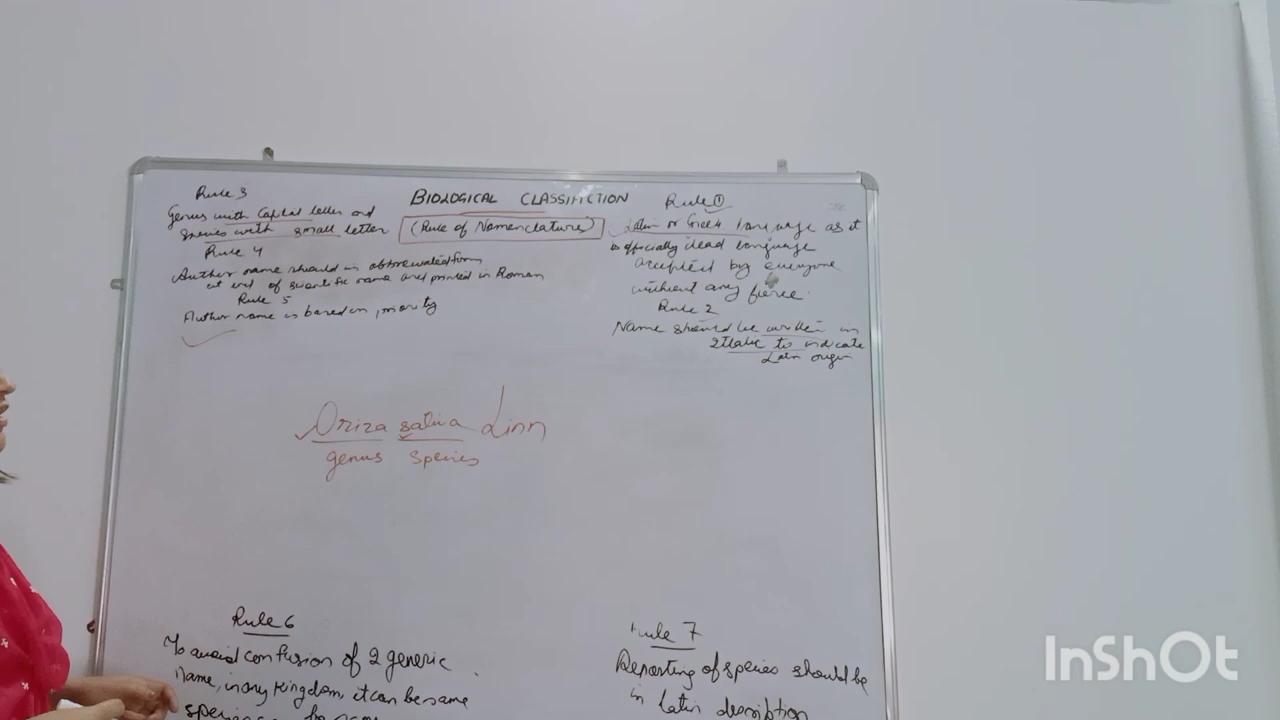 BIOLOGICAL CLASSIFICTION
(Rule of Nomenclature)
Rule 1
Latin or Greek language as it
is officially dead language
accepted by everyone
without any fierce.
Rule 2
Name should be written in
Italic to indicate
Latin origin
Rule 3
Genus with Capital letter and
species with small letter
Rule 4
Author name should in abbrewated form
at end of scientific name and printed in Roman
Rule 5
Author name is based on priority
Oriza sativa Linn
genus species
Rule 6
To avoid confusion of 2 generic
Name, in any Kingdom, it can be same
Rule 7
Reporting of species should be
in latin description
InShOt